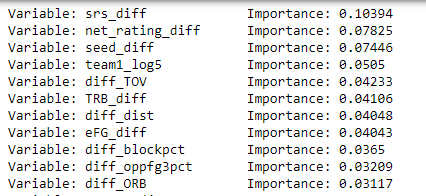 Variable: srs_diff Importance: 0.10394
Variable: net_rating_diff Importance: 0.07825
Variable: seed_diff Importance: 0.07446
Variable: team1_log5 Importance: 0.0505
Variable: diff_TOV Importance: 0.04233
Variable: TRB_diff Importance: 0.04106
Variable: diff_dist Importance: 0.04048
Variable: eFG_diff Importance: 0.04043
Variable: diff_blockpct Importance: 0.0365
Variable: diff_oppfg3pct Importance: 0.03209
Variable: diff_ORB Importance: 0.03117